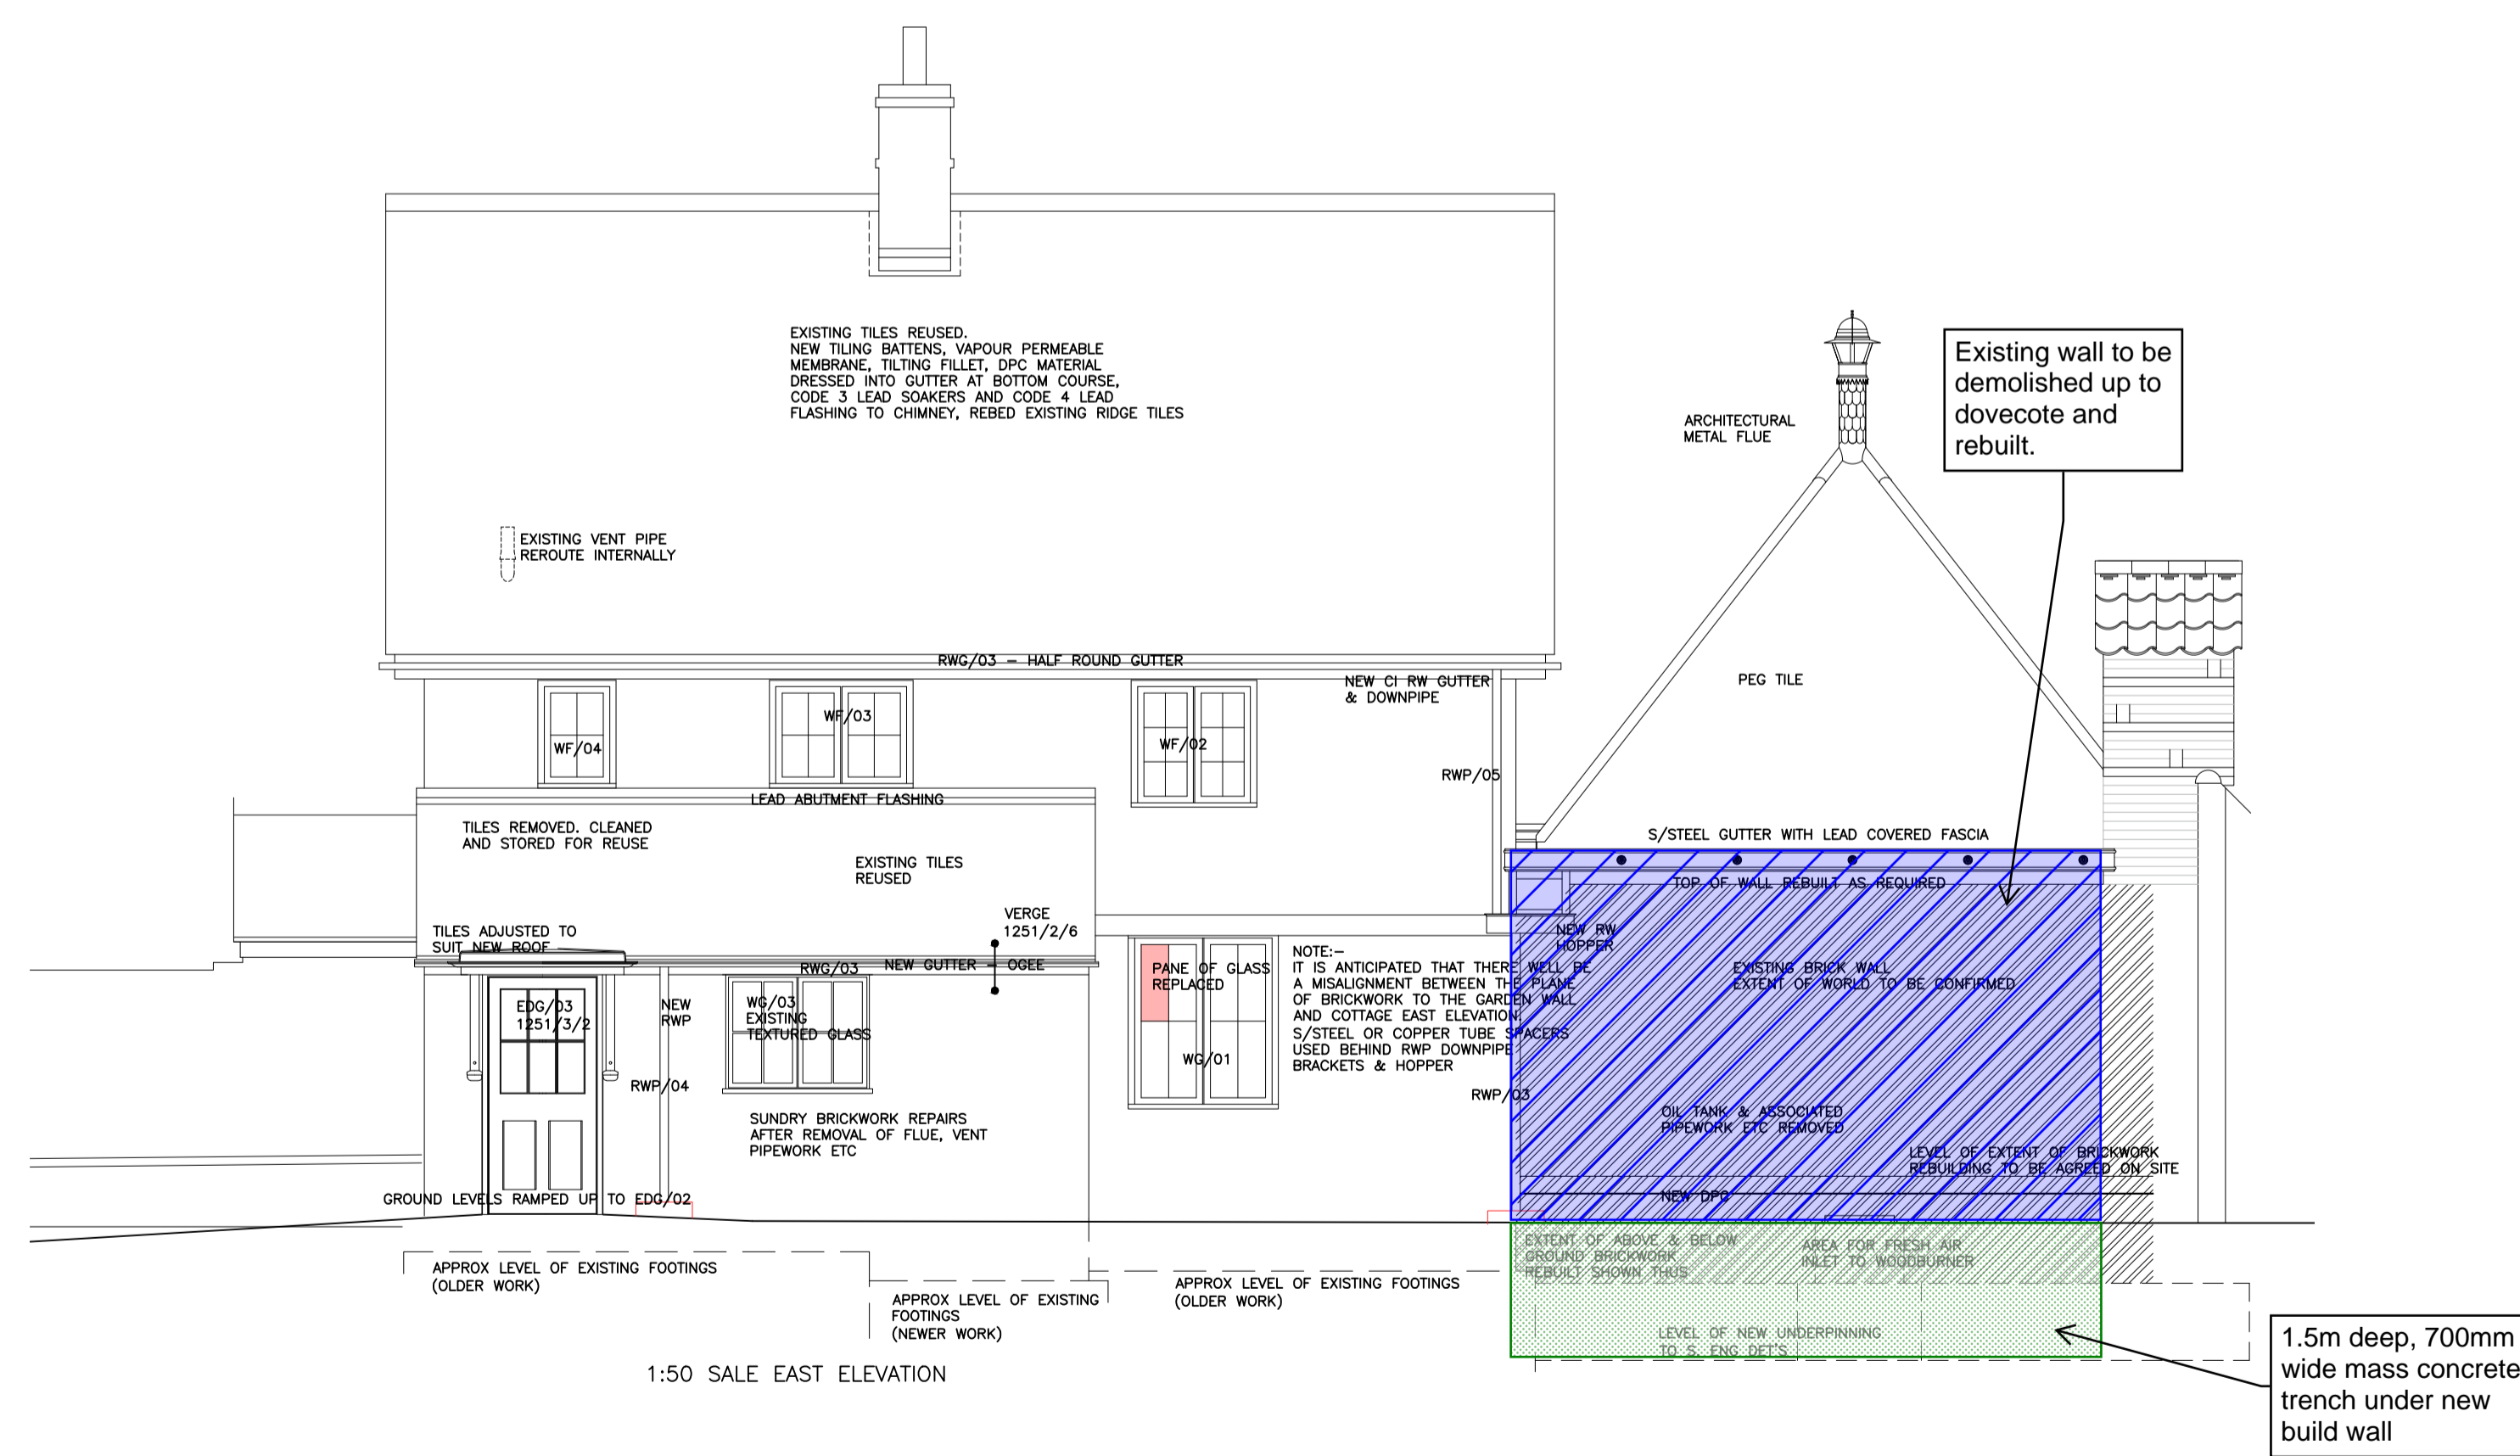 EXISTING TILES REUSED.
NEW TILING BATTENS, VAPOUR PERMEABLE
MEMBRANE, TILTING FILLET, DPC MATERIAL
DRESSED INTO GUTTER AT BOTTOM COURSE,
CODE 3 LEAD SOAKERS AND CODE 4 LEAD
FLASHING TO CHIMNEY, REBED EXISTING RIDGE TILES
Existing wall to be
demolished up to
dovecote and
rebuilt.
ARCHITECTURAL
METAL FLUE
EXISTING VENT PIPE
REROUTE INTERNALLY
RWG/03 - HALF ROUND GUTTER
NEW CI RW GUTTER
& DOWNPIPE
PEG TILE
WF/04
WF/03
WF/02
RWP/05
LEAD ABUTMENT FLASHING
TILES REMOVED. CLEANED
AND STORED FOR REUSE
EXISTING TILES
REUSED
S/STEEL GUTTER WITH LEAD COVERED FASCIA
TOP OF WALL REBUILT AS REQUIRED
VERGE
1251/2/6
TILES ADJUSTED TO
SUIT NEW ROOF
RWG/03
NEW GUTTER - OGEE
PANE OF GLASS
REPLACED
NOTE:-
IT IS ANTICIPATED THAT THERE WELL BE
A MISALIGNMENT BETWEEN THE PLANE
OF BRICKWORK TO THE GARDEN WALL
AND COTTAGE EAST ELEVATION.
S/STEEL OR COPPER TUBE SPACERS
USED BEHIND RWP DOWNPIPE
BRACKETS & HOPPER
NEW RW
HOPPER
EXISTING BRICK WALL
EXTENT OF WORLD TO BE CONFIRMED
EDG/03
1251/3/2
NEW
RWP
WG/03
EXISTING
TEXTURED GLASS
WG/01
RWP/04
RWP/03
SUNDRY BRICKWORK REPAIRS
AFTER REMOVAL OF FLUE, VENT
PIPEWORK ETC
OIL TANK & ASSOCIATED
PIPEWORK ETC REMOVED
LEVEL OF EXTENT OF BRICKWORK
REBUILDING TO BE AGREED ON SITE
NEW DPC
GROUND LEVELS RAMPED UP TO EDG/02
EXTENT OF ABOVE & BELOW
GROUND BRICKWORK
REBUILT SHOWN THUS
AREA FOR FRESH AIR
INLET TO WOODBURNER
APPROX LEVEL OF EXISTING FOOTINGS
(OLDER WORK)
APPROX LEVEL OF EXISTING
FOOTINGS
(NEWER WORK)
APPROX LEVEL OF EXISTING FOOTINGS
(OLDER WORK)
LEVEL OF NEW UNDERPINNING
TO S. ENG DET'S
1.5m deep, 700mm
wide mass concrete
trench under new
build wall
1:50 SALE EAST ELEVATION